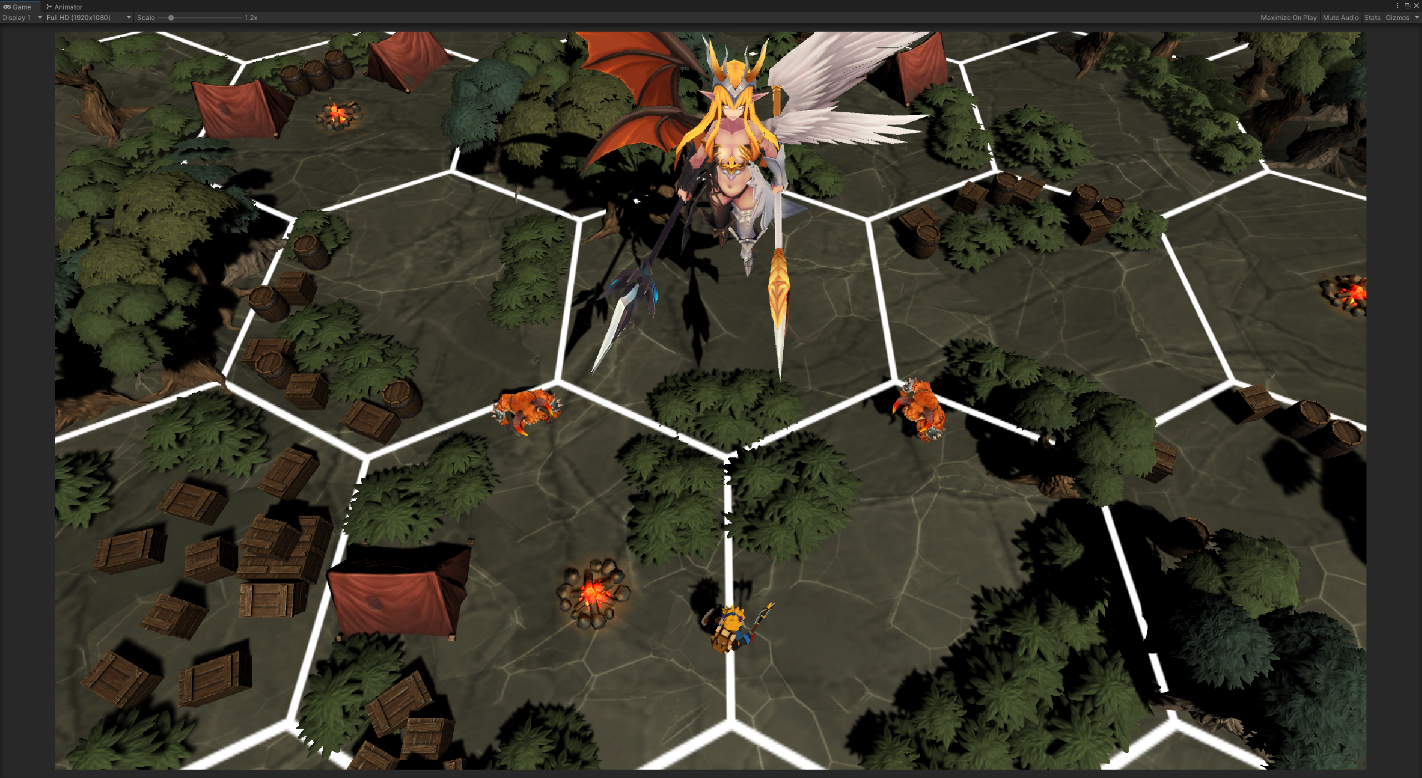 Game Animator
Display 1 Full HD (1920x1080) Scale 1.2x Maximize On Play Mute Audio Stats Gizmos